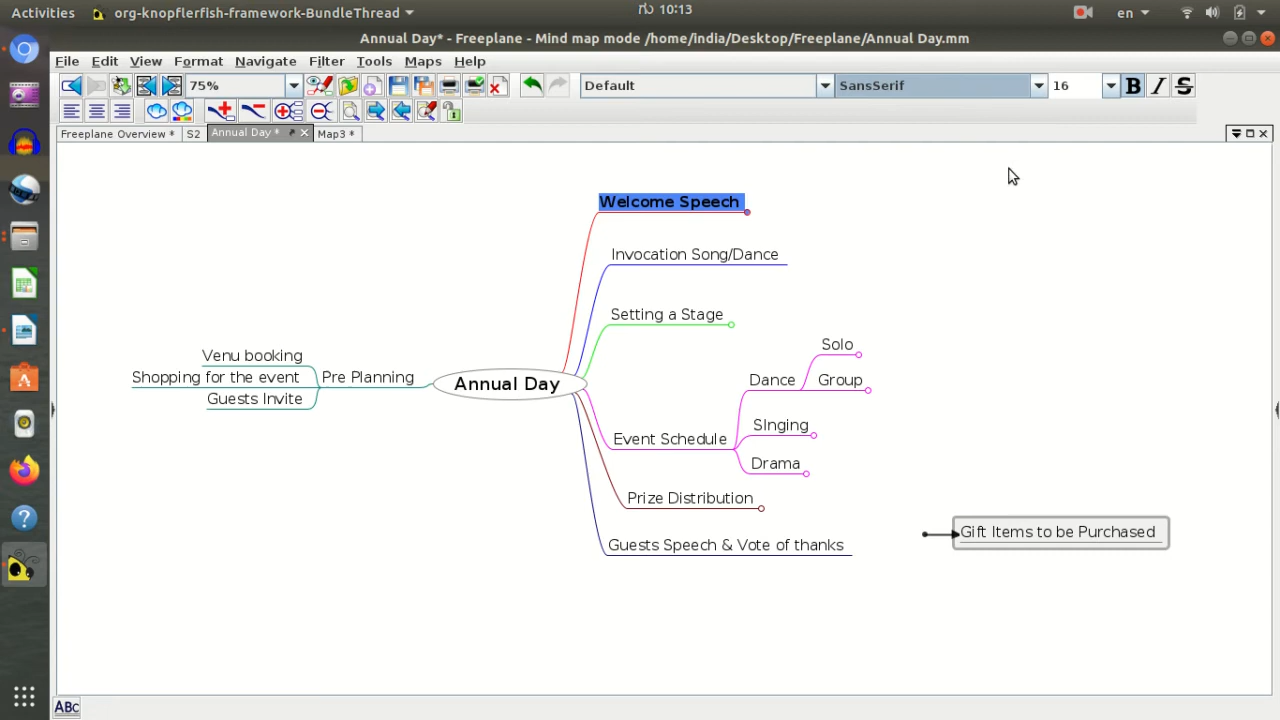 Activities
org-knopflerfish-framework-BundleThread
10:13
en
Annual Day* - Freeplane - Mind map mode /home/india/Desktop/Freeplane/Annual Day.mm
File Edit View Format Navigate Filter Tools Maps Help
75%
Default
SansSerif
16
B I S
Freeplane Overview * S2 Annual Day * Map3 *
Welcome Speech
Invocation Song/Dance
Setting a Stage
Solo
Venu booking
Shopping for the event
Pre Planning
Annual Day
Dance
Group
Guests Invite
SInging
Event Schedule
Drama
Prize Distribution
Gift Items to be Purchased
Guests Speech & Vote of thanks
ABc